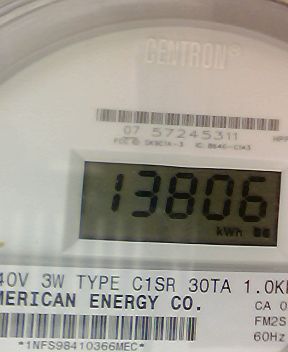 CENTRON®
07 57245311
13806
kWh
40V 3W TYPE C1SR 30TA 1.0K
MERICAN ENERGY CO.
CA 0
FM2S
60Hz
*1NFS98410366MEC*